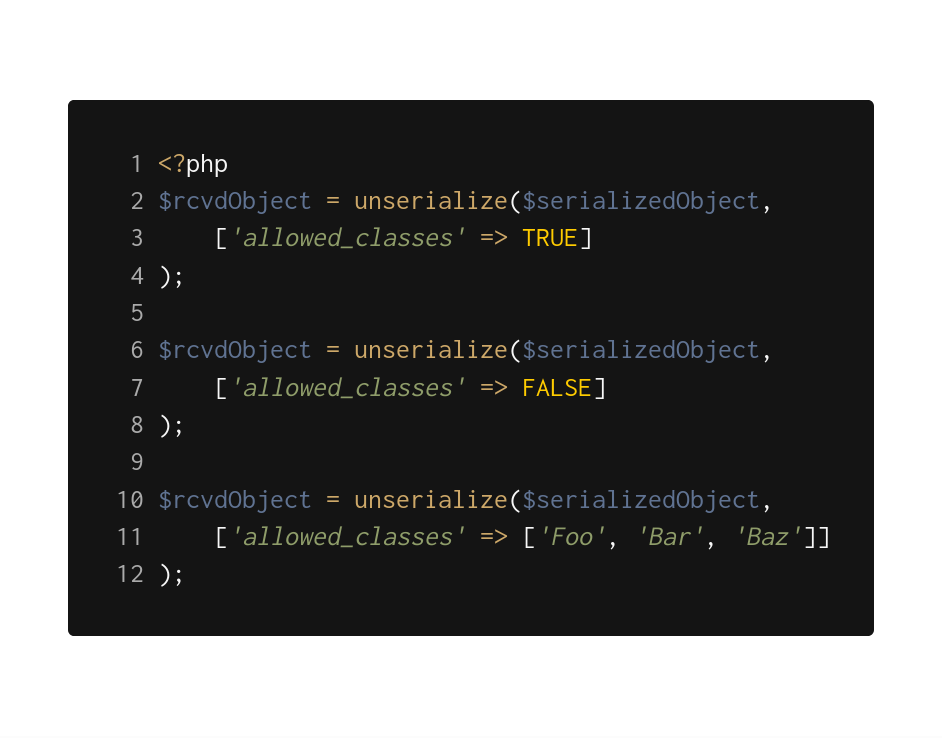 1 <?php
2 $rcvdObject = unserialize($serializedObject,
3     ['allowed_classes' => TRUE]
4 );
5
6 $rcvdObject = unserialize($serializedObject,
7     ['allowed_classes' => FALSE]
8 );
9
10 $rcvdObject = unserialize($serializedObject,
11     ['allowed_classes' => ['Foo', 'Bar', 'Baz']]
12 );